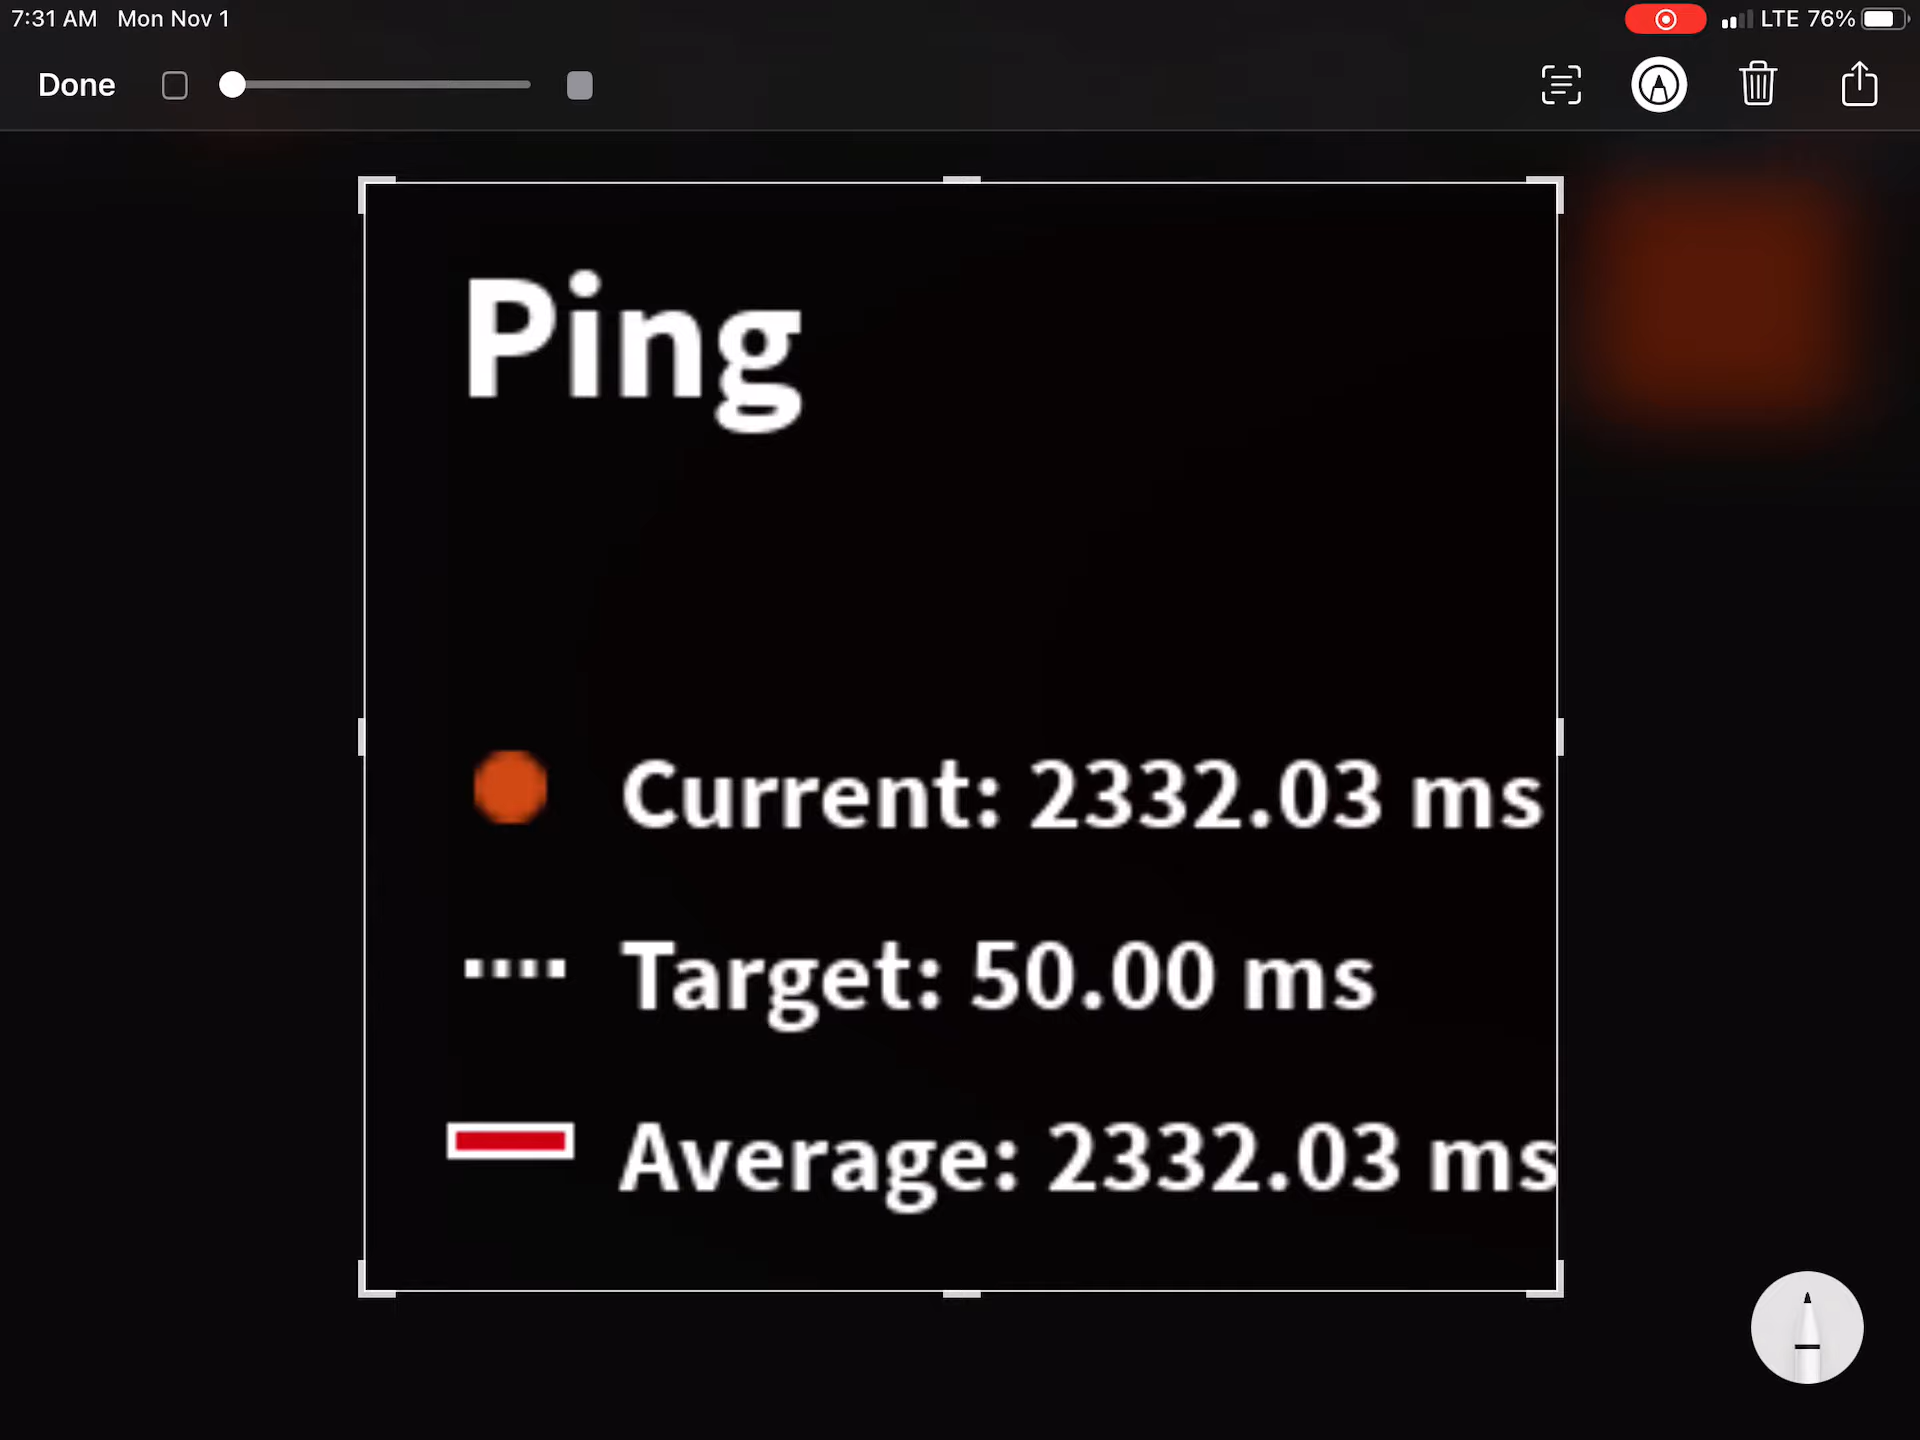 7:31 AM Mon Nov 1
LTE 76%
Done
Ping
Current: 2332.03 ms
Target: 50.00 ms
Average: 2332.03 ms